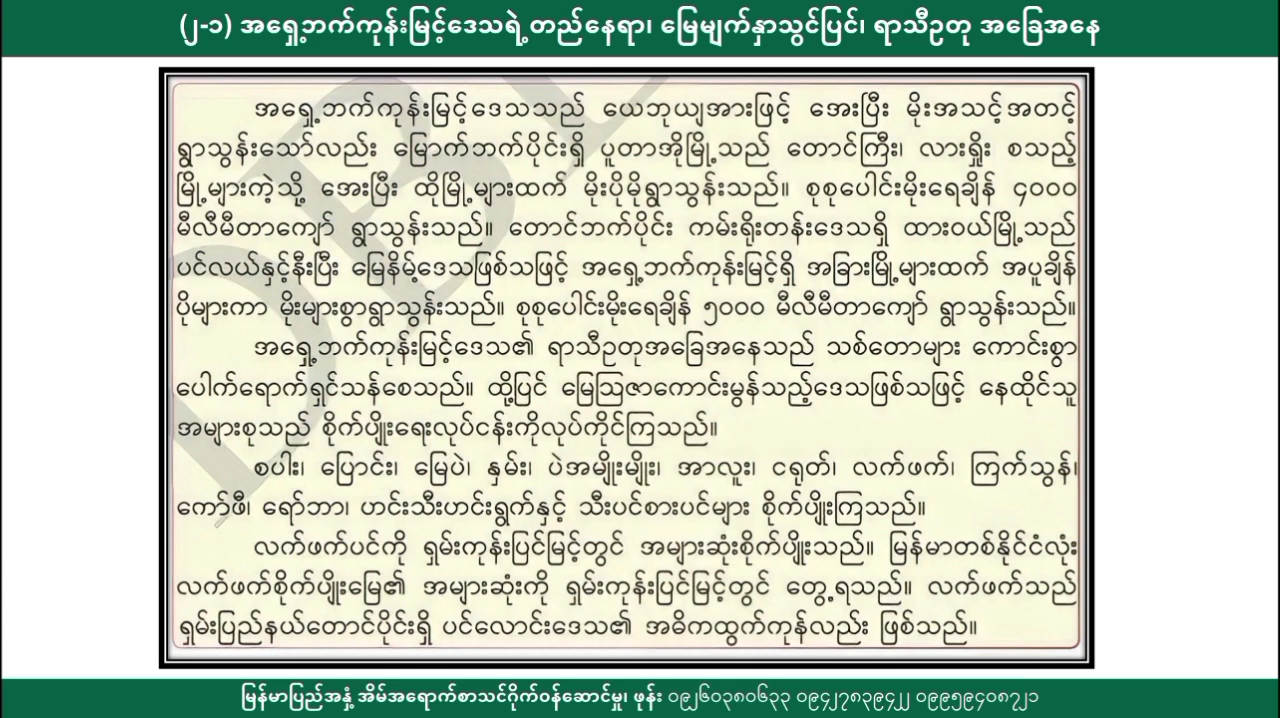 (၂-၁) အရှေ့ဘက်ကုန်းမြင့်ဒေသရဲ့တည်နေရာ၊ မြေမျက်နှာသွင်ပြင်၊ ရာသီဥတု အခြေအနေ
အရှေ့ဘက်ကုန်းမြင့်ဒေသသည် ယေဘုယျအားဖြင့် အေးပြီး မိုးအသင့်အတင့်
ရွာသွန်းသော်လည်း မြောက်ဘက်ပိုင်းရှိ ပူတာအိုမြို့သည် တောင်ကြီး၊ လားရှိုး စသည့်
မြို့များကဲ့သို့ အေးပြီး ထိုမြို့များထက် မိုးပိုမိုရွာသွန်းသည်။ စုစုပေါင်းမိုးရေချိန် ၄၀၀၀
မီလီမီတာကျော် ရွာသွန်းသည်။ တောင်ဘက်ပိုင်း ကမ်းရိုးတန်းဒေသရှိ ထားဝယ်မြို့သည်
ပင်လယ်နှင့်နီးပြီး မြေနိမ့်ဒေသဖြစ်သဖြင့် အရှေ့ဘက်ကုန်းမြင့်ရှိ အခြားမြို့များထက် အပူချိန်
ပိုများကာ မိုးများစွာရွာသွန်းသည်။ စုစုပေါင်းမိုးရေချိန် ၅၀၀၀ မီလီမီတာကျော် ရွာသွန်းသည်။
အရှေ့ဘက်ကုန်းမြင့်ဒေသ၏ ရာသီဥတုအခြေအနေသည် သစ်တောများ ကောင်းစွာ
ပေါက်ရောက်ရှင်သန်စေသည်။ ထို့ပြင် မြေသြဇာကောင်းမွန်သည့်ဒေသဖြစ်သဖြင့် နေထိုင်သူ
အများစုသည် စိုက်ပျိုးရေးလုပ်ငန်းကိုလုပ်ကိုင်ကြသည်။
စပါး၊ ပြောင်း၊ မြေပဲ၊ နှမ်း၊ ပဲအမျိုးမျိုး၊ အာလူး၊ ငရုတ်၊ လက်ဖက်၊ ကြက်သွန်၊
ကော်ဖီ၊ ရော်ဘာ၊ ဟင်းသီးဟင်းရွက်နှင့် သီးပင်စားပင်များ စိုက်ပျိုးကြသည်။
လက်ဖက်ပင်ကို ရှမ်းကုန်းပြင်မြင့်တွင် အများဆုံးစိုက်ပျိုးသည်။ မြန်မာတစ်နိုင်ငံလုံး
လက်ဖက်စိုက်ပျိုးမြေ၏ အများဆုံးကို ရှမ်းကုန်းပြင်မြင့်တွင် တွေ့ရသည်။ လက်ဖက်သည်
ရှမ်းပြည်နယ်တောင်ပိုင်းရှိ ပင်လောင်းဒေသ၏ အဓိကထွက်ကုန်လည်း ဖြစ်သည်။
မြန်မာပြည်အနှံ့ အိမ်အရောက်စာသင်ဂိုက်ဝန်ဆောင်မှု၊ ဖုန်း ၀၉၂၆၀၃၈၀၆၃၃ ၀၉၄၂၇၈၃၉၄၂၂ ၀၉၉၅၉၄၀၈၇၂၁